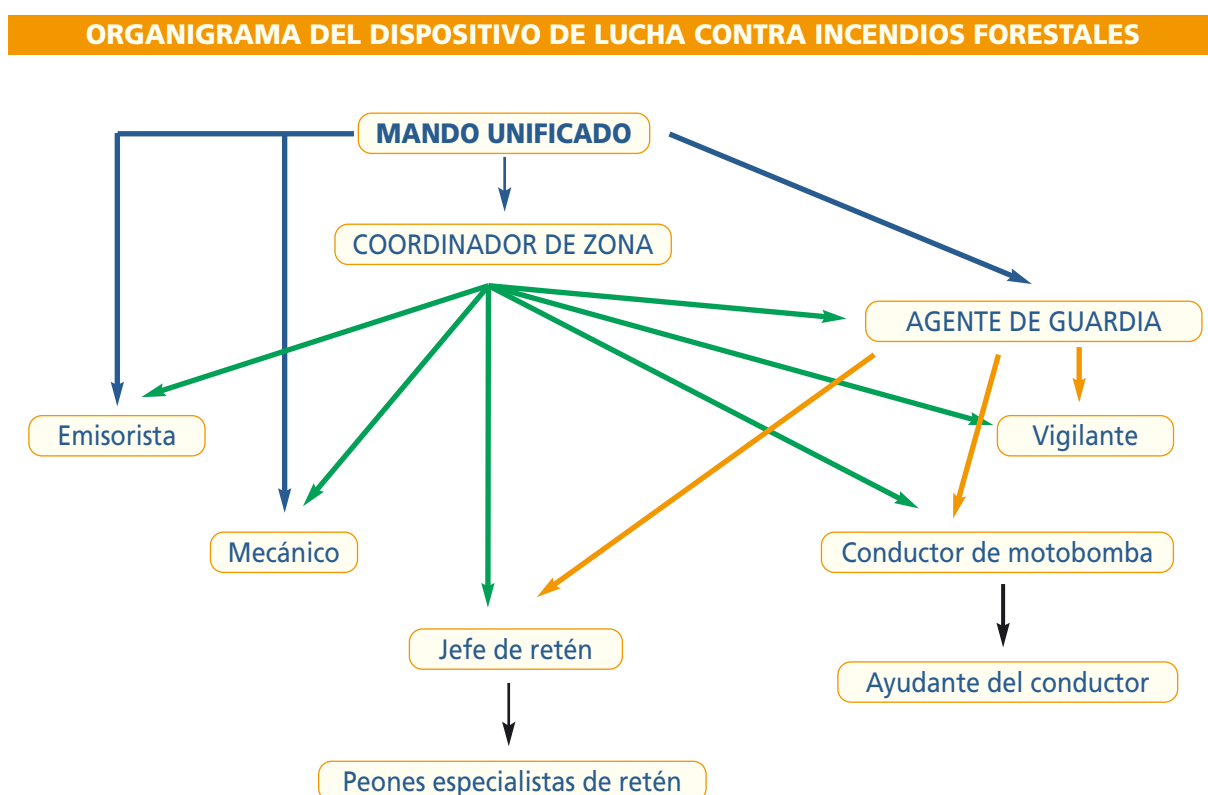 ORGANIGRAMA DEL DISPOSITIVO DE LUCHA CONTRA INCENDIOS FORESTALES
MANDO UNIFICADO
COORDINADOR DE ZONA
AGENTE DE GUARDIA
Emisorista
Vigilante
Mecánico
Conductor de motobomba
Jefe de retén
Ayudante del conductor
Peones especialistas de retén